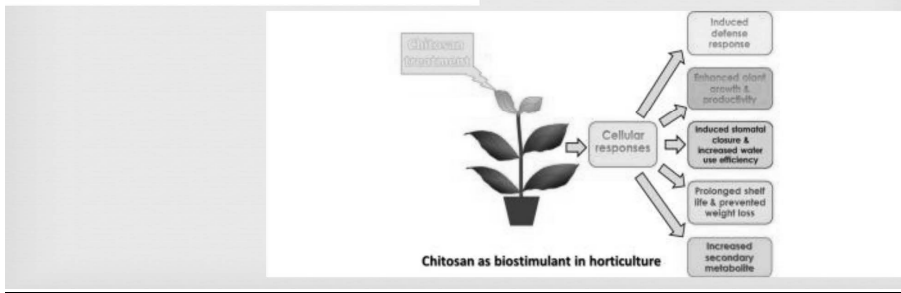 Chitosan
treatment
Cellular
responses
Induced
defense
response
Enhanced plant
growth &
productivity
Induced stomatal
closure &
increased water
use efficiency
Prolonged shelf
life & prevented
weight loss
Increased
secondary
metabolite
Chitosan as biostimulant in horticulture